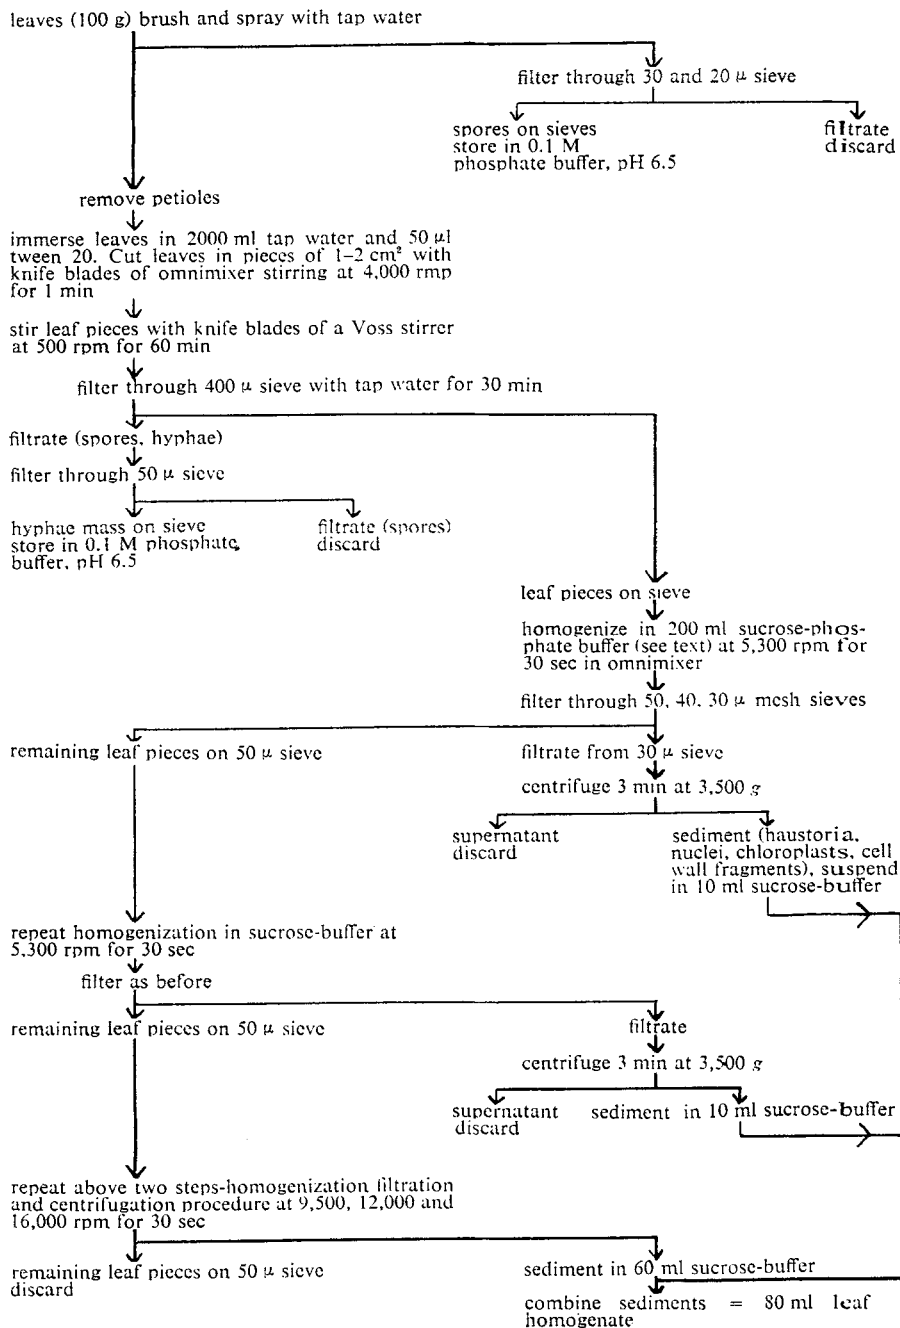 leaves (100 g) brush and spray with tap water
filter through 30 and 20 μ sieve
spores on sieves
store in 0.1 M
phosphate buffer, pH 6.5
filtrate
discard
remove petioles
immerse leaves in 2000 ml tap water and 50 μl
tween 20. Cut leaves in pieces of 1–2 cm² with
knife blades of omnimixer stirring at 4,000 rmp
for 1 min
stir leaf pieces with knife blades of a Voss stirrer
at 500 rpm for 60 min
filter through 400 μ sieve with tap water for 30 min
filtrate (spores, hyphae)
filter through 50 μ sieve
hyphae mass on sieve
store in 0.1 M phosphate
buffer, pH 6.5
filtrate (spores)
discard
leaf pieces on sieve
homogenize in 200 ml sucrose-phos-
phate buffer (see text) at 5,300 rpm for
30 sec in omnimixer
filter through 50, 40, 30 μ mesh sieves
remaining leaf pieces on 50 μ sieve
filtrate from 30 μ sieve
centrifuge 3 min at 3,500 g
supernatant
discard
sediment (haustoria,
nuclei, chloroplasts, cell
wall fragments), suspend
in 10 ml sucrose-buffer
repeat homogenization in sucrose-buffer at
5,300 rpm for 30 sec
filter as before
remaining leaf pieces on 50 μ sieve
filtrate
centrifuge 3 min at 3,500 g
supernatant
discard
sediment in 10 ml sucrose-buffer
repeat above two steps-homogenization filtration
and centrifugation procedure at 9,500, 12,000 and
16,000 rpm for 30 sec
remaining leaf pieces on 50 μ sieve
discard
sediment in 60 ml sucrose-buffer
combine sediments = 80 ml leaf
homogenate